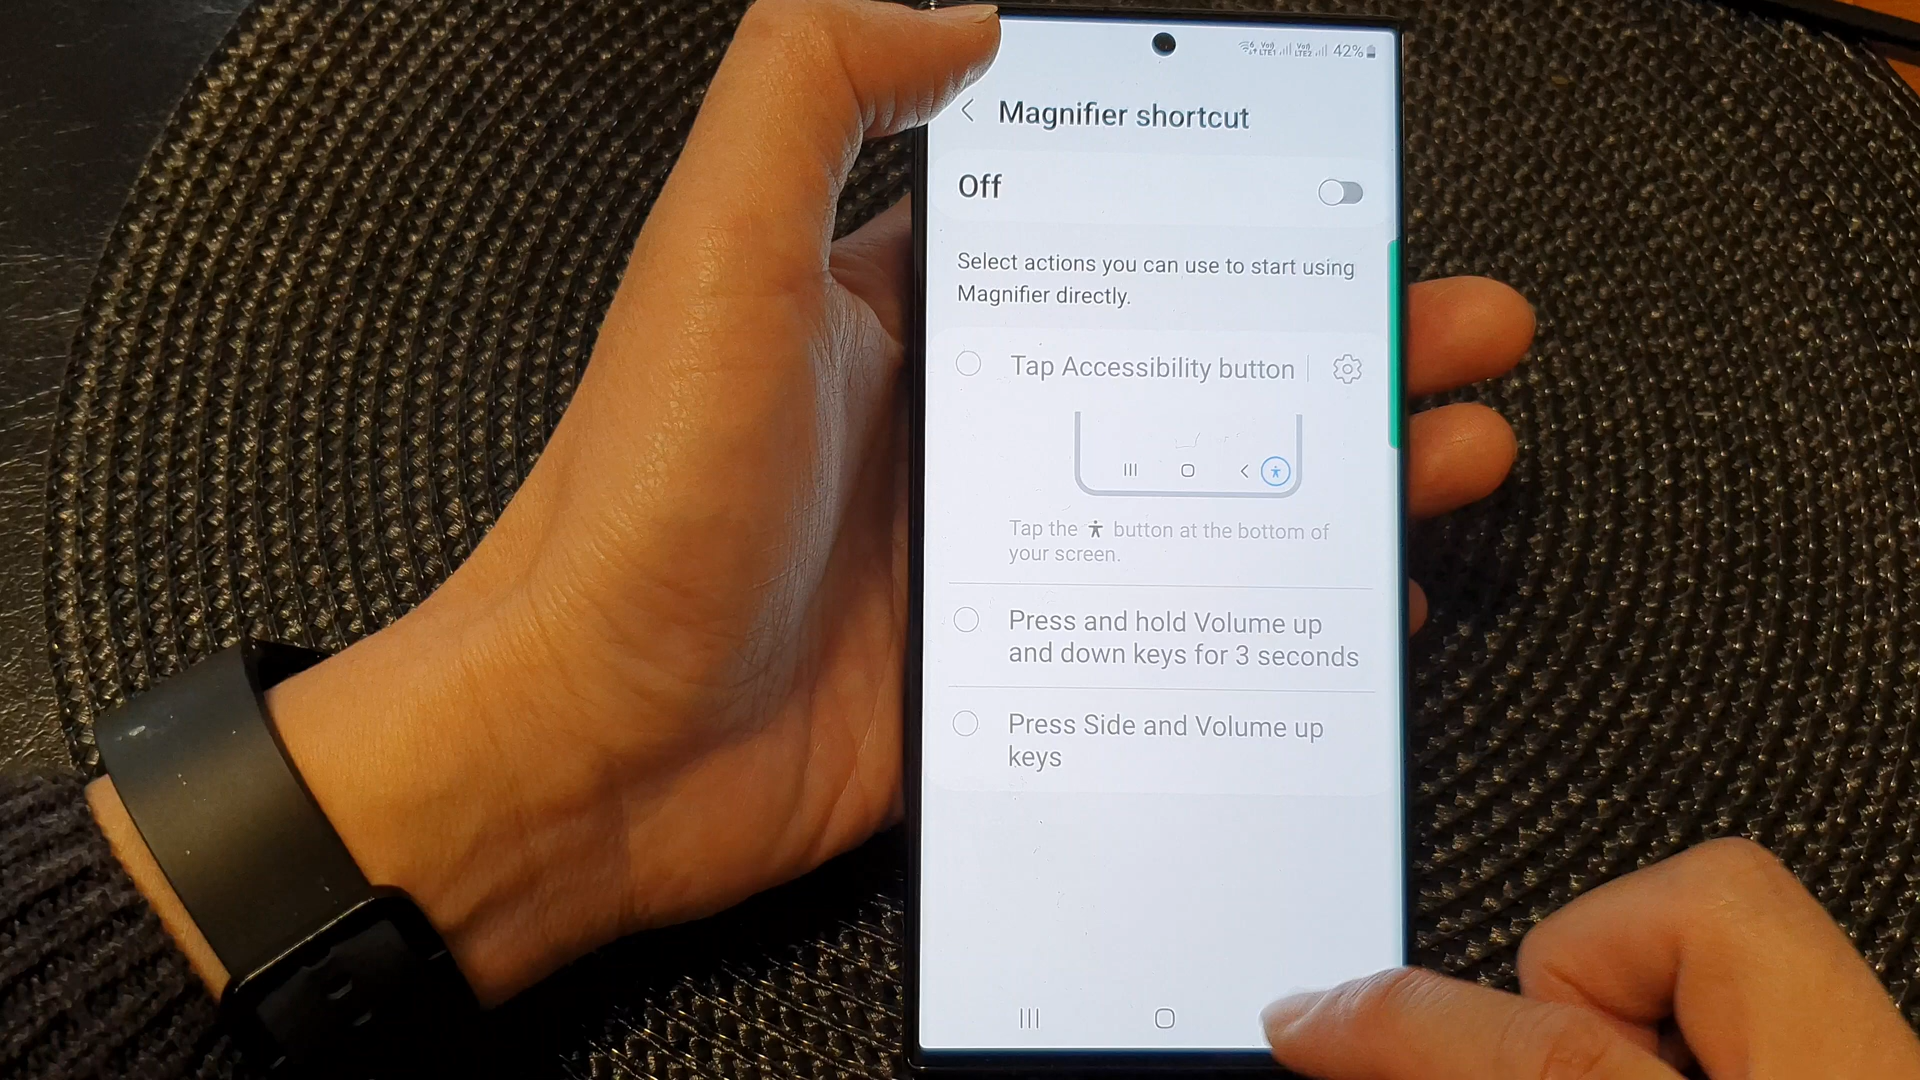 42%
Magnifier shortcut
Off
Select actions you can use to start using
Magnifier directly.
Tap Accessibility button
Tap the button at the bottom of
your screen.
Press and hold Volume up
and down keys for 3 seconds
Press Side and Volume up
keys